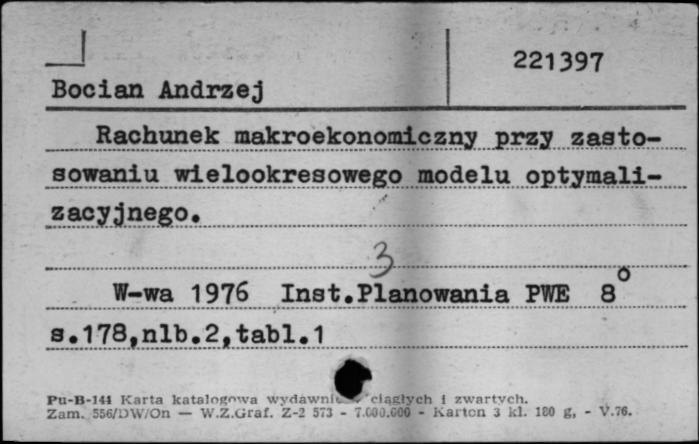 221397
Bocian Andrzej
Rachunek makroekonomiczny przy zasto-
sowaniu wielookresowego modelu optymali-
zacyjnego.
3
W-wa 1976 Inst.Planowania PWE 8°
s.178,nlb.2,tabl.1
Pu-B-144 Karta katalogowa ciągłych i zwartych.
Zam. 556/DW/On — W.Z.Graf. Z-2 573 - 7.000.000 - Karton 3 kl. 180 g, - V.76.